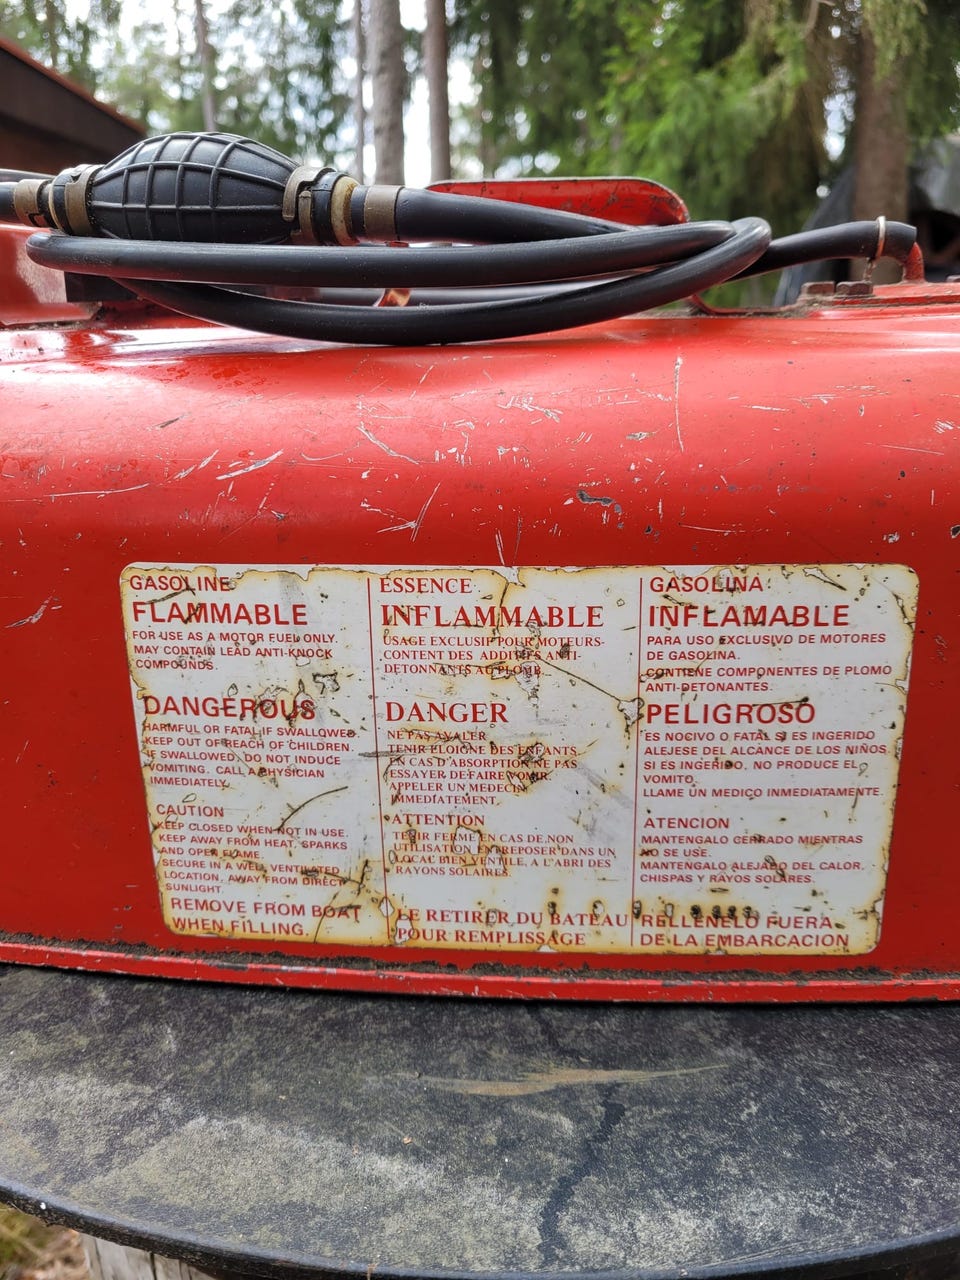 GASOLINE
FLAMMABLE
FOR USE AS A MOTOR FUEL ONLY.
MAY CONTAIN LEAD ANTI-KNOCK
COMPOUNDS.
DANGEROUS
HARMFUL OR FATAL IF SWALLOWED
KEEP OUT OF REACH OF CHILDREN.
IF SWALLOWED, DO NOT INDUCE
VOMITING. CALL A PHYSICIAN
IMMEDIATELY.
CAUTION
KEEP CLOSED WHEN NOT IN USE.
KEEP AWAY FROM HEAT, SPARKS
AND OPEN FLAME.
SECURE IN A WELL VENTILATED
LOCATION, AWAY FROM DIRECT
SUNLIGHT.
REMOVE FROM BOAT
WHEN FILLING.
ESSENCE
INFLAMMABLE
USAGE EXCLUSIF POUR MOTEURS-
CONTENT DES ADDITIFS ANTI-
DETONNANTS AU PLOMB.
DANGER
NE PAS AVALER
TENIR ELOIGNE DES ENFANTS.
EN CAS D'ABSORPTION NE PAS
ESSAYER DE FAIRE VOMIR.
APPELER UN MEDECIN
IMMEDIATEMENT.
ATTENTION
TENIR FERME EN CAS DE NON
UTILISATION ENTREPOSER DANS UN
LOCAL BIEN VENTILE, A L'ABRI DES
RAYONS SOLAIRES.
LE RETIRER DU BATEAU
POUR REMPLISSAGE
GASOLINA
INFLAMABLE
PARA USO EXCLUSIVO DE MOTORES
DE GASOLINA.
CONTIENE COMPONENTES DE PLOMO
ANTI-DETONANTES.
PELIGROSO
ES NOCIVO O FATAL SI ES INGERIDO
ALEJESE DEL ALCANCE DE LOS NIÑOS
SI ES INGERIDO, NO PRODUCE EL
VOMITO.
LLAME UN MEDICO INMEDIATAMENTE.
ATENCION
MANTENGALO CERRADO MIENTRAS
NO SE USE.
MANTENGALO ALEJADO DEL CALOR.
CHISPAS Y RAYOS SOLARES.
RELLENELO FUERA
DE LA EMBARCACION